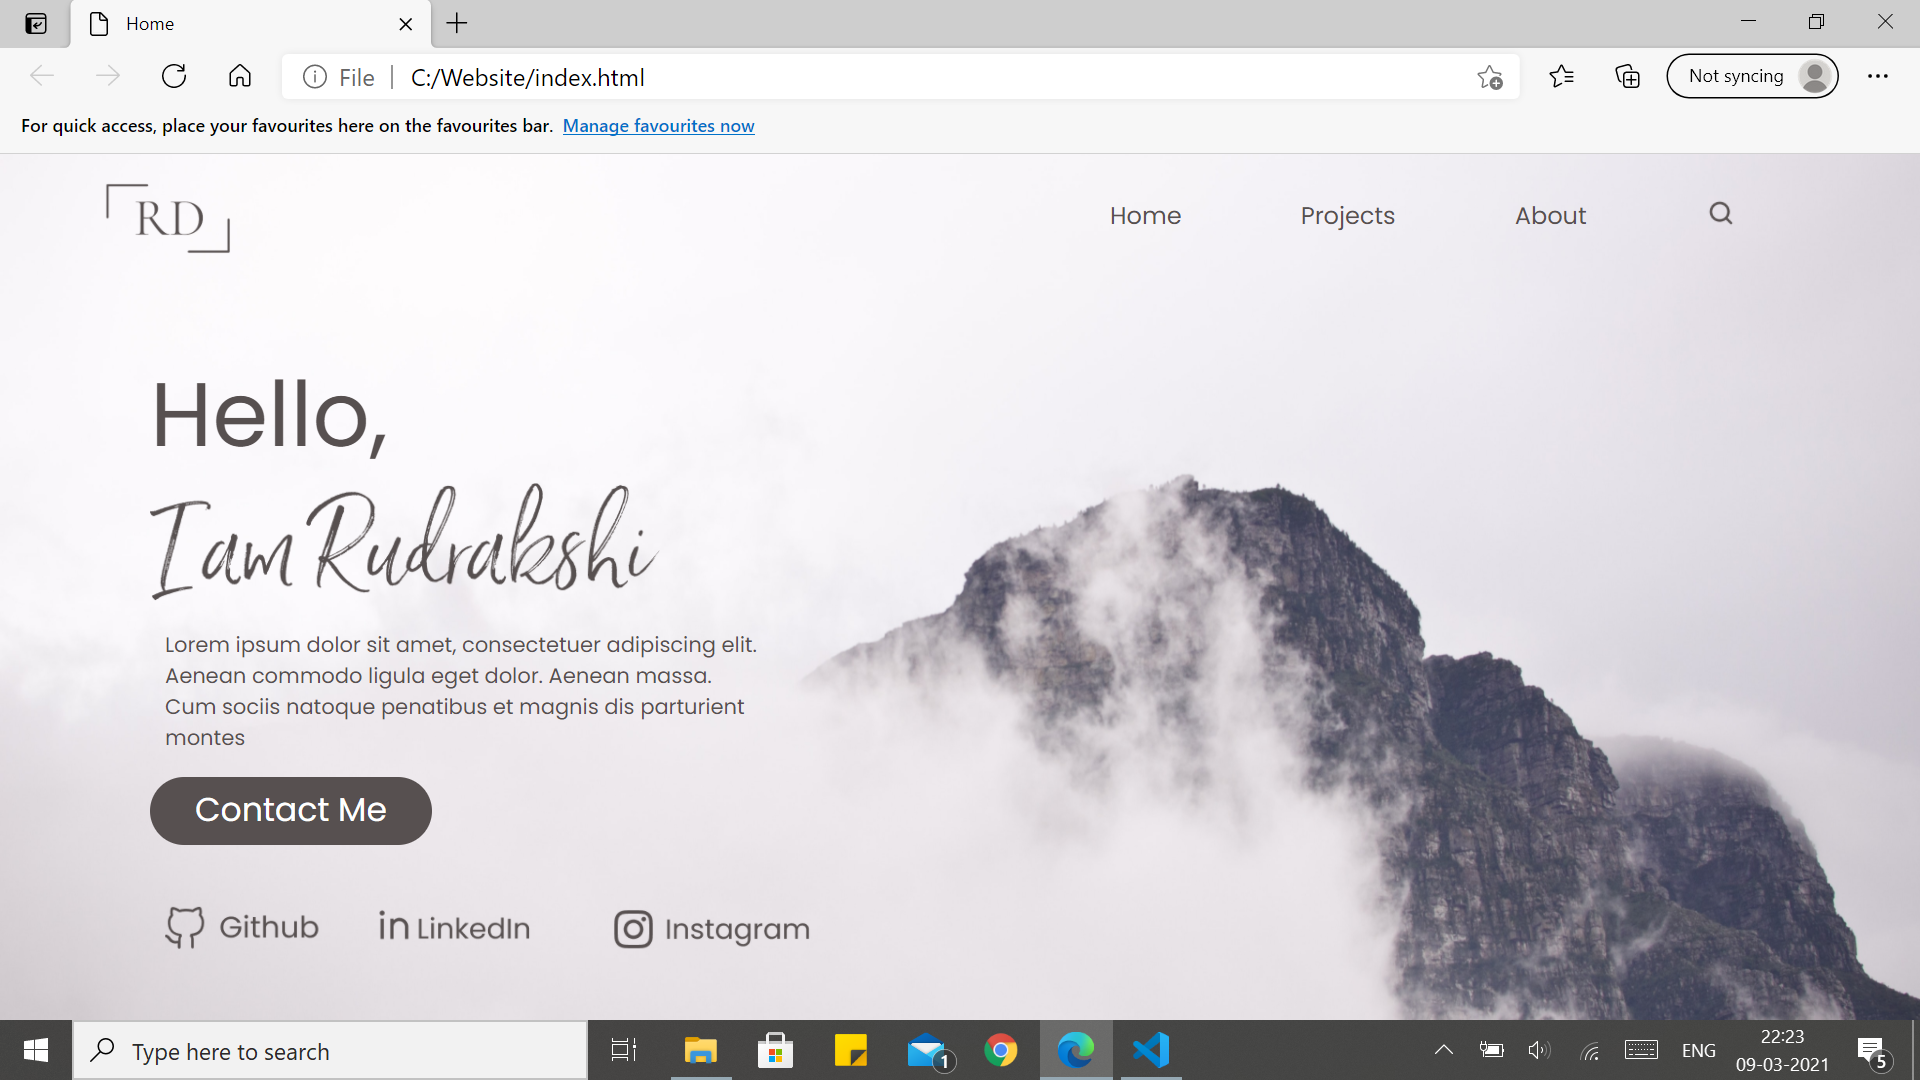 Home
File
C:/Website/index.html
Not syncing
For quick access, place your favourites here on the favourites bar. Manage favourites now
RD
Home
Projects
About
Hello,
I am Rudrakshi
Lorem ipsum dolor sit amet, consectetuer adipiscing elit.
Aenean commodo ligula eget dolor. Aenean massa.
Cum sociis natoque penatibus et magnis dis parturient
montes
Contact Me
Github
in LinkedIn
Instagram
Type here to search
1
ENG
22:23
09-03-2021
5